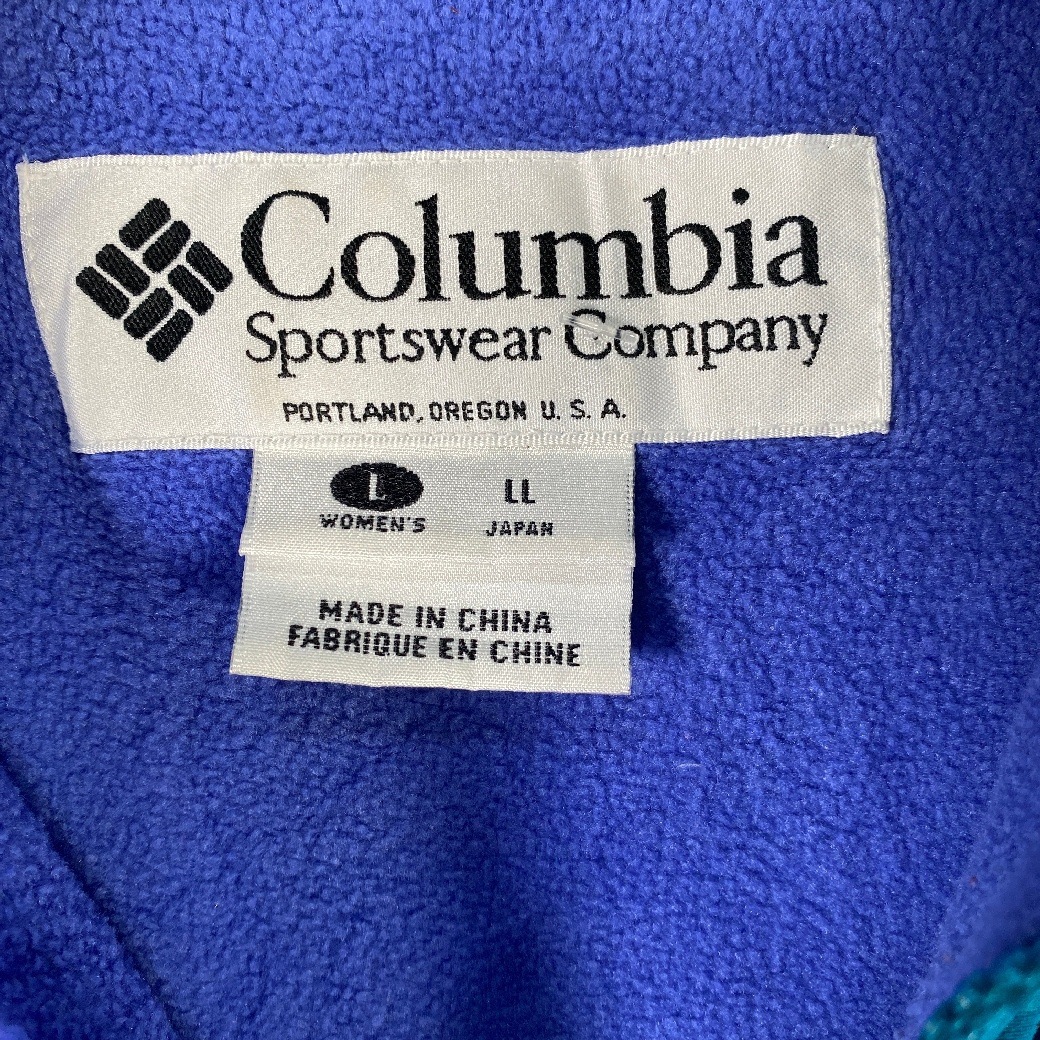 Columbia
Sportswear Company
PORTLAND, OREGON U. S. A.
L LL
WOMEN'S JAPAN
MADE IN CHINA
FABRIQUE EN CHINE